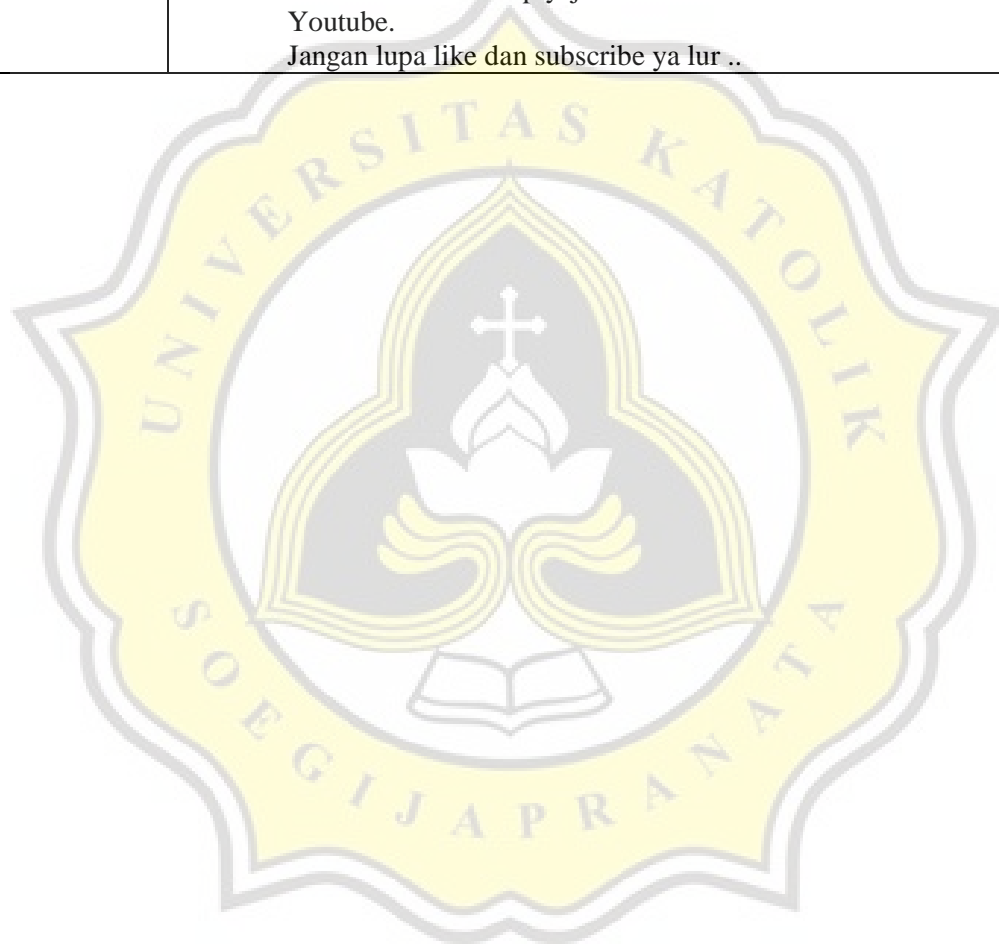 Youtube.
Jangan lupa like dan subscribe ya lur ..
UNIVERSITAS KATOLIK
SOEGIJAPRANATA